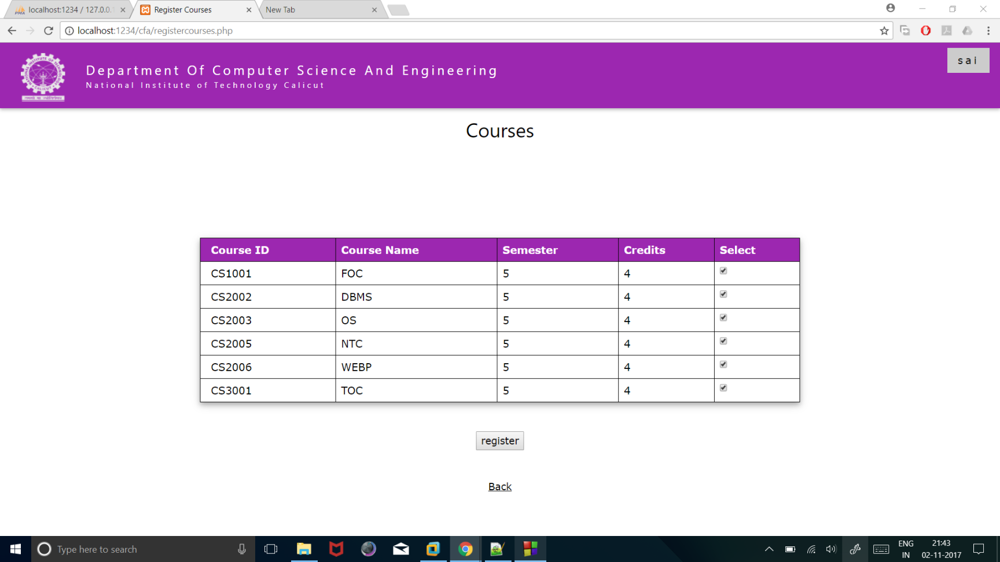 localhost:1234 / 127.0.0.1
Register Courses
New Tab
localhost:1234/cfa/registercourses.php
Department Of Computer Science And Engineering
National Institute of Technology Calicut
sai
Courses
Course ID Course Name Semester Credits Select
CS1001 FOC 5 4
CS2002 DBMS 5 4
CS2003 OS 5 4
CS2005 NTC 5 4
CS2006 WEBP 5 4
CS3001 TOC 5 4
register
Back
Type here to search
ENG
IN
21:43
02-11-2017